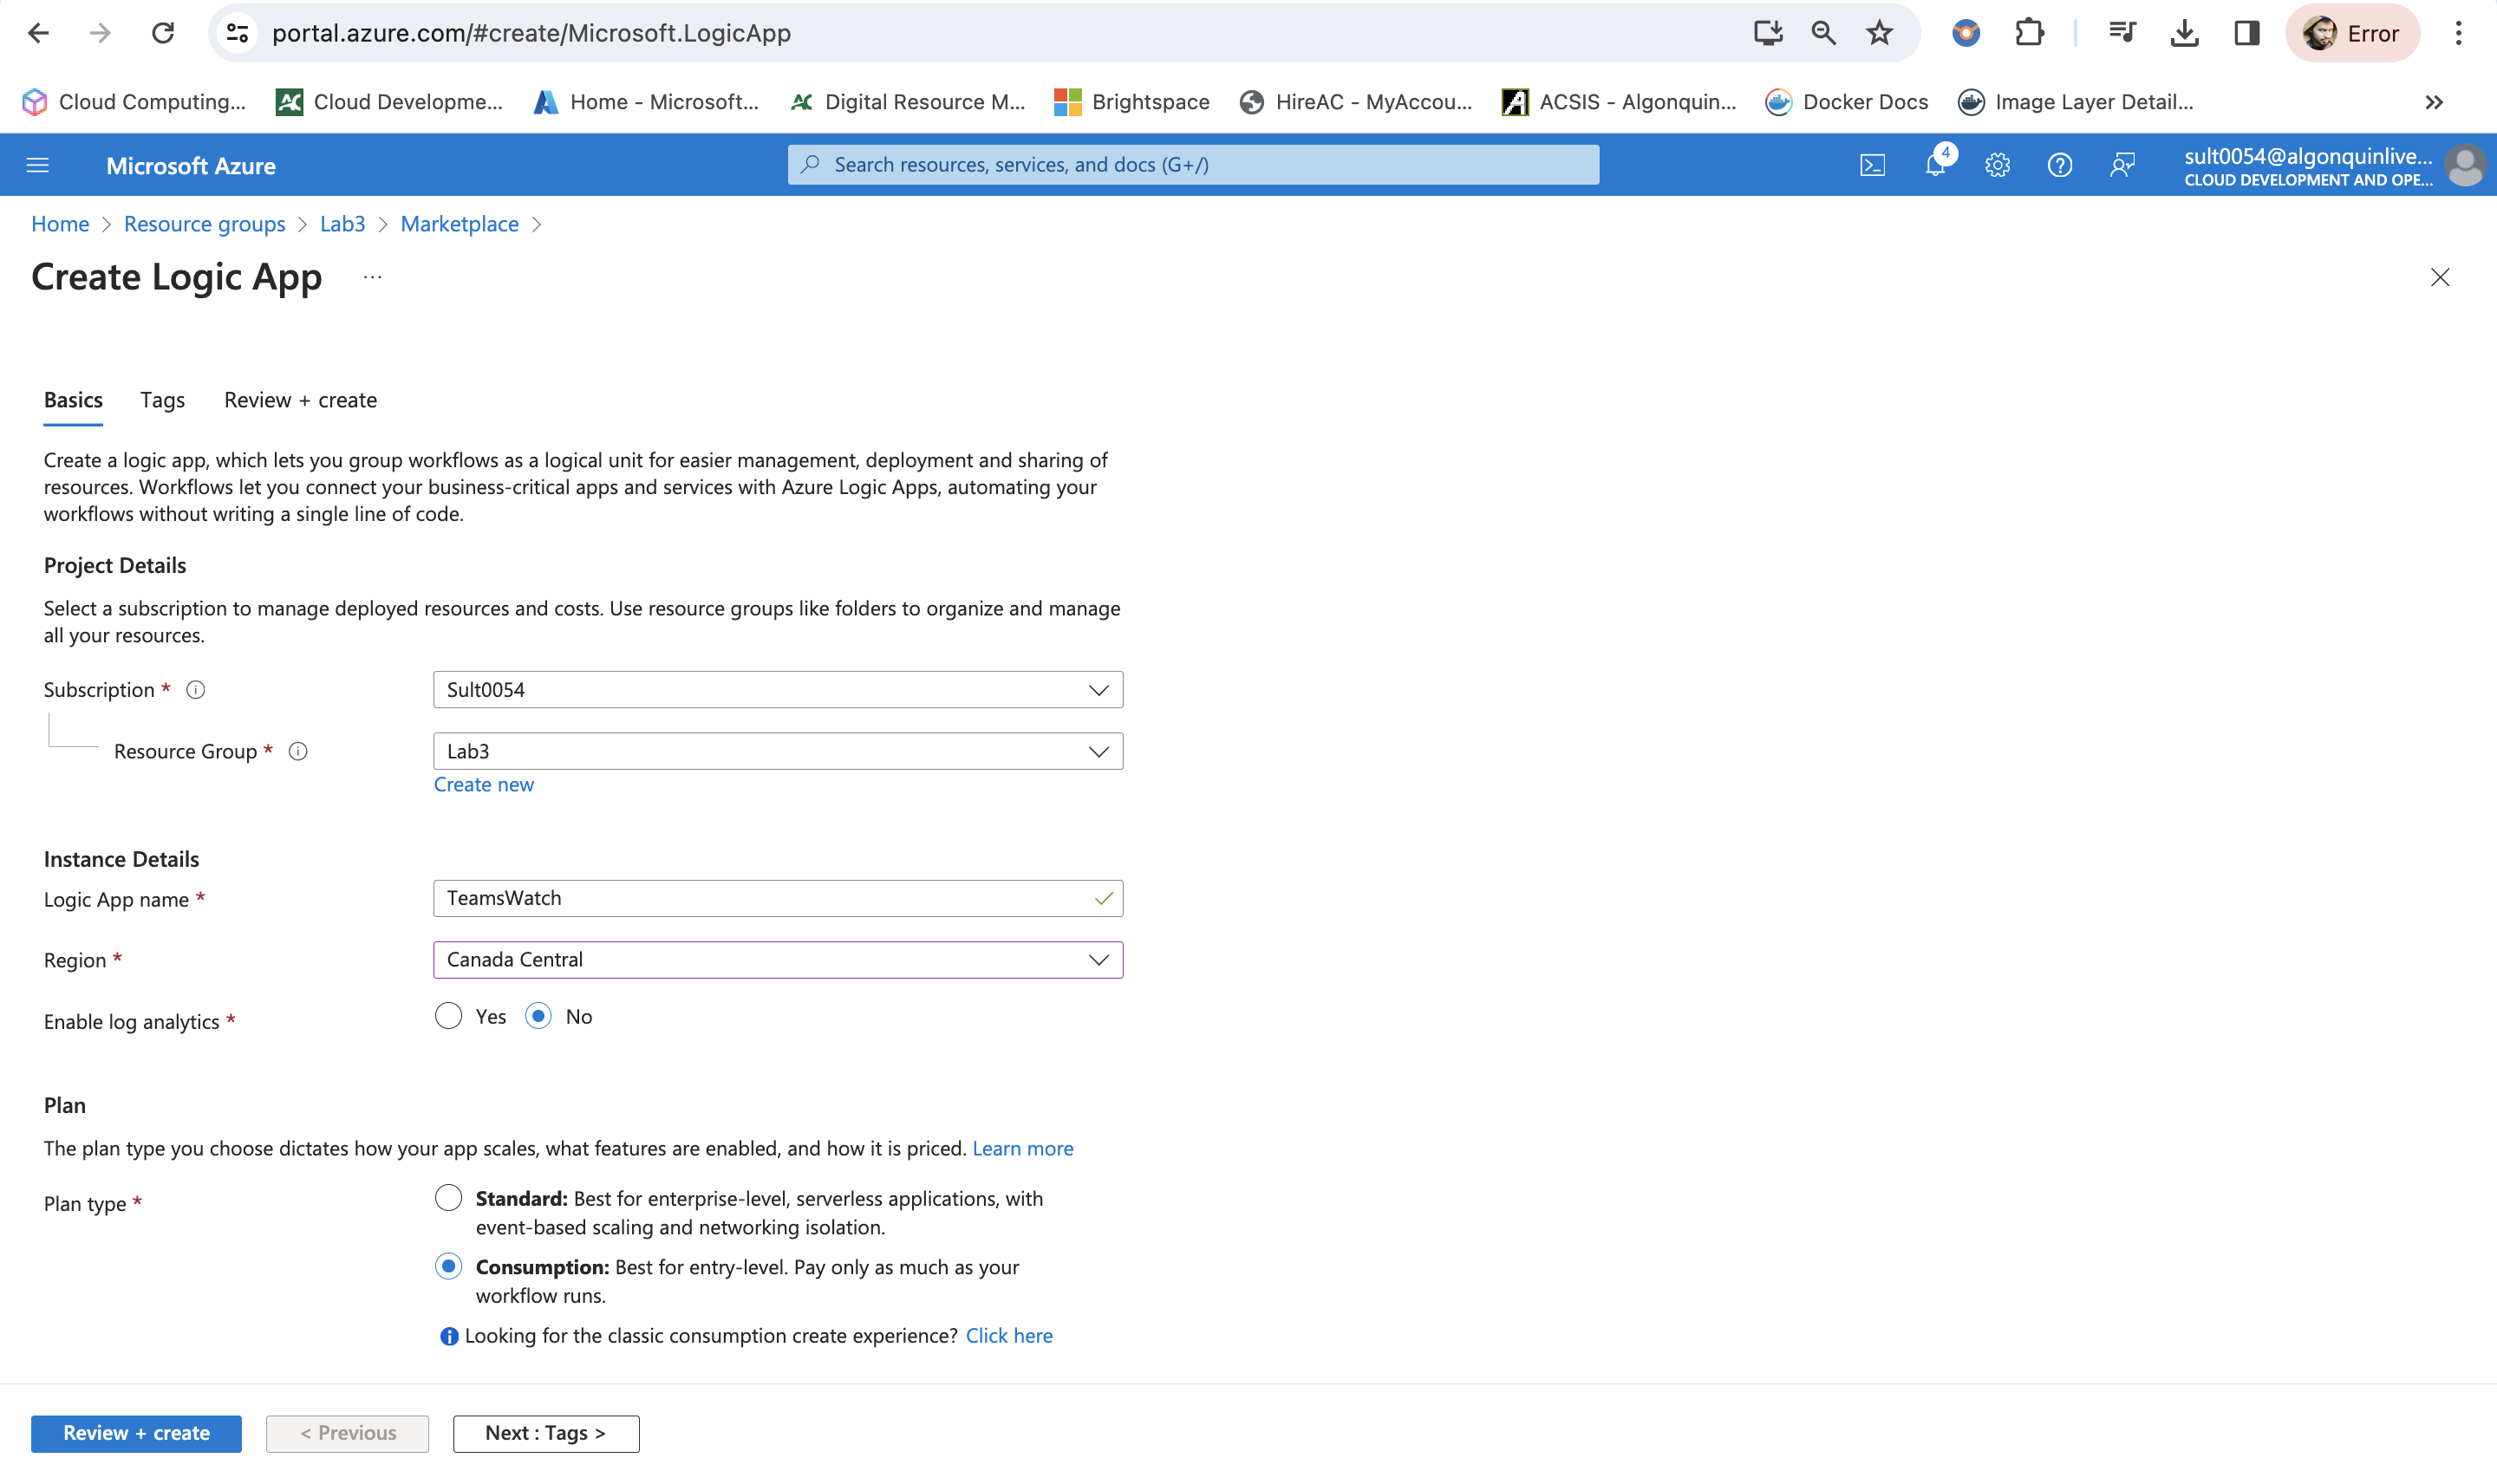 portal.azure.com/#create/Microsoft.LogicApp
Error
Cloud Computing...
Cloud Developme...
Home - Microsoft...
Digital Resource M...
Brightspace
HireAC - MyAccou...
ACSIS - Algonquin...
Docker Docs
Image Layer Detail...
Microsoft Azure
Search resources, services, and docs (G+/)
4
sult0054@algonquinlive...
CLOUD DEVELOPMENT AND OPE...
Home > Resource groups > Lab3 > Marketplace >
Create Logic App ...
Basics Tags Review + create
Create a logic app, which lets you group workflows as a logical unit for easier management, deployment and sharing of
resources. Workflows let you connect your business-critical apps and services with Azure Logic Apps, automating your
workflows without writing a single line of code.
Project Details
Select a subscription to manage deployed resources and costs. Use resource groups like folders to organize and manage
all your resources.
Subscription * Sult0054
Resource Group * Lab3
Create new
Instance Details
Logic App name * TeamsWatch
Region * Canada Central
Enable log analytics * Yes No
Plan
The plan type you choose dictates how your app scales, what features are enabled, and how it is priced. Learn more
Plan type * Standard: Best for enterprise-level, serverless applications, with
event-based scaling and networking isolation.
Consumption: Best for entry-level. Pay only as much as your
workflow runs.
Looking for the classic consumption create experience? Click here
Review + create
< Previous
Next : Tags >